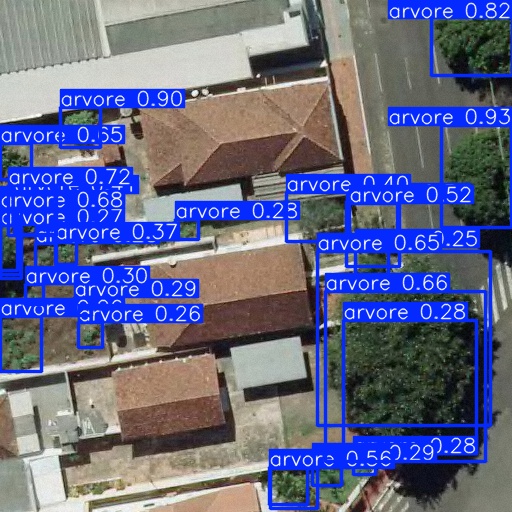 arvore 0.82
arvore 0.90
arvore 0.93
arvore 0.65
arvore 0.72
arvore 0.40
arvore 0.52
arvore 0.68
arvore 0.23
arvore 0.27
arvore 0.37
arvore 0.65
0.25
arvore 0.30
arvore 0.66
arvore 0.29
arvore 0.28
arvore 0.26
arvore 0.56
0.29
0.28